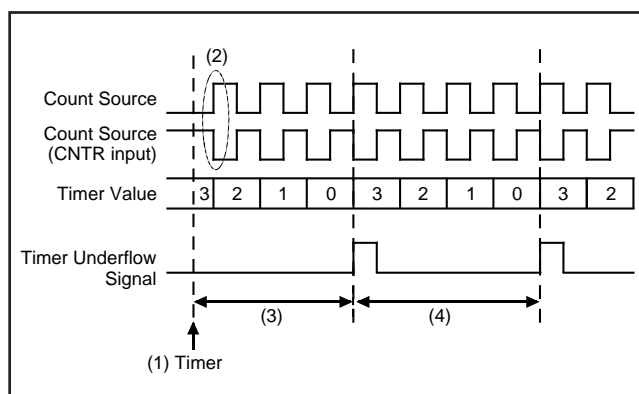 (2)
Count Source
Count Source
(CNTR input)
Timer Value 3 2 1 0 3 2 1 0 3 2
Timer Underflow
Signal
(3) (4)
(1) Timer